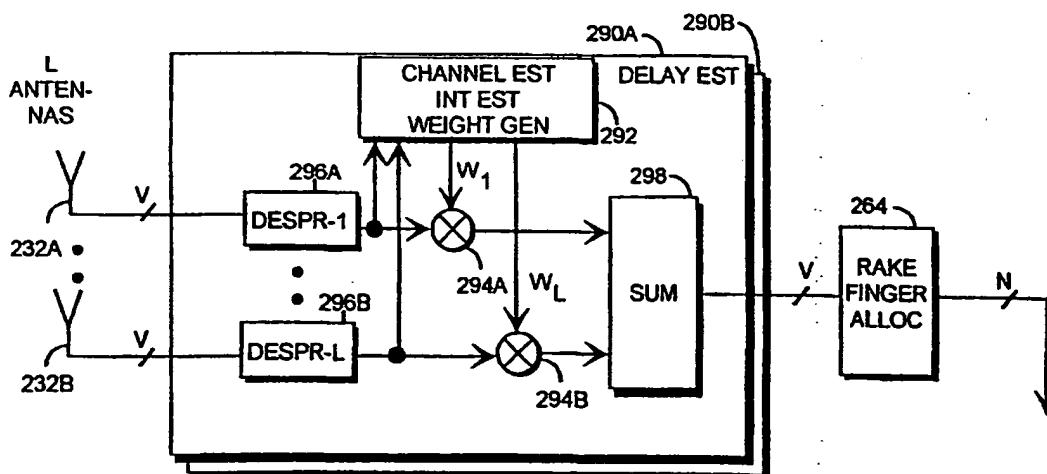 290B
290A
L
ANTEN-
NAS
CHANNEL EST
INT EST
WEIGHT GEN
DELAY EST
292
296A
W1
298
V
DESPR-1
264
232A
294A
V
RAKE
FINGER
ALLOC
N
296B
WL
SUM
V
DESPR-L
232B
294B